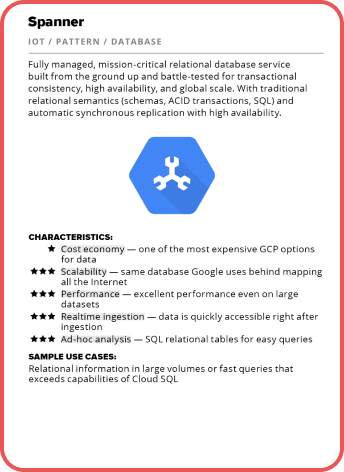 Spanner
IOT / PATTERN / DATABASE
Fully managed, mission-critical relational database service
built from the ground up and battle-tested for transactional
consistency, high availability, and global scale. With traditional
relational semantics (schemas, ACID transactions, SQL) and
automatic synchronous replication with high availability.
CHARACTERISTICS:
★ Cost economy — one of the most expensive GCP options
for data
★★★ Scalability — same database Google uses behind mapping
all the Internet
★★★ Performance — excellent performance even on large
datasets
★★★ Realtime ingestion — data is quickly accessible right after
ingestion
★★★ Ad-hoc analysis — SQL relational tables for easy queries
SAMPLE USE CASES:
Relational information in large volumes or fast queries that
exceeds capabilities of Cloud SQL